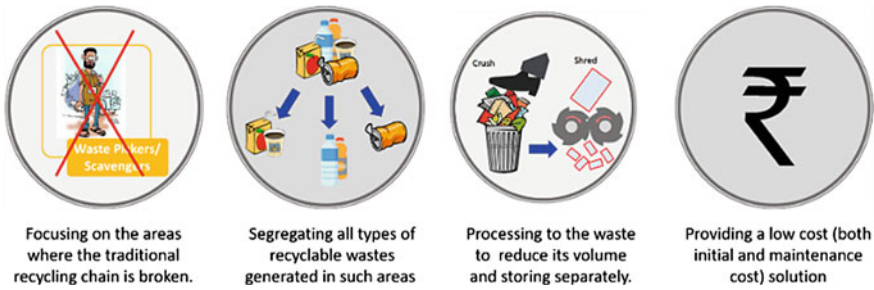 Waste Pickers/
Scavengers
Crush
Shred
₹
Focusing on the areas
where the traditional
recycling chain is broken.
Segregating all types of
recyclable wastes
generated in such areas
Processing to the waste
to reduce its volume
and storing separately.
Providing a low cost (both
initial and maintenance
cost) solution